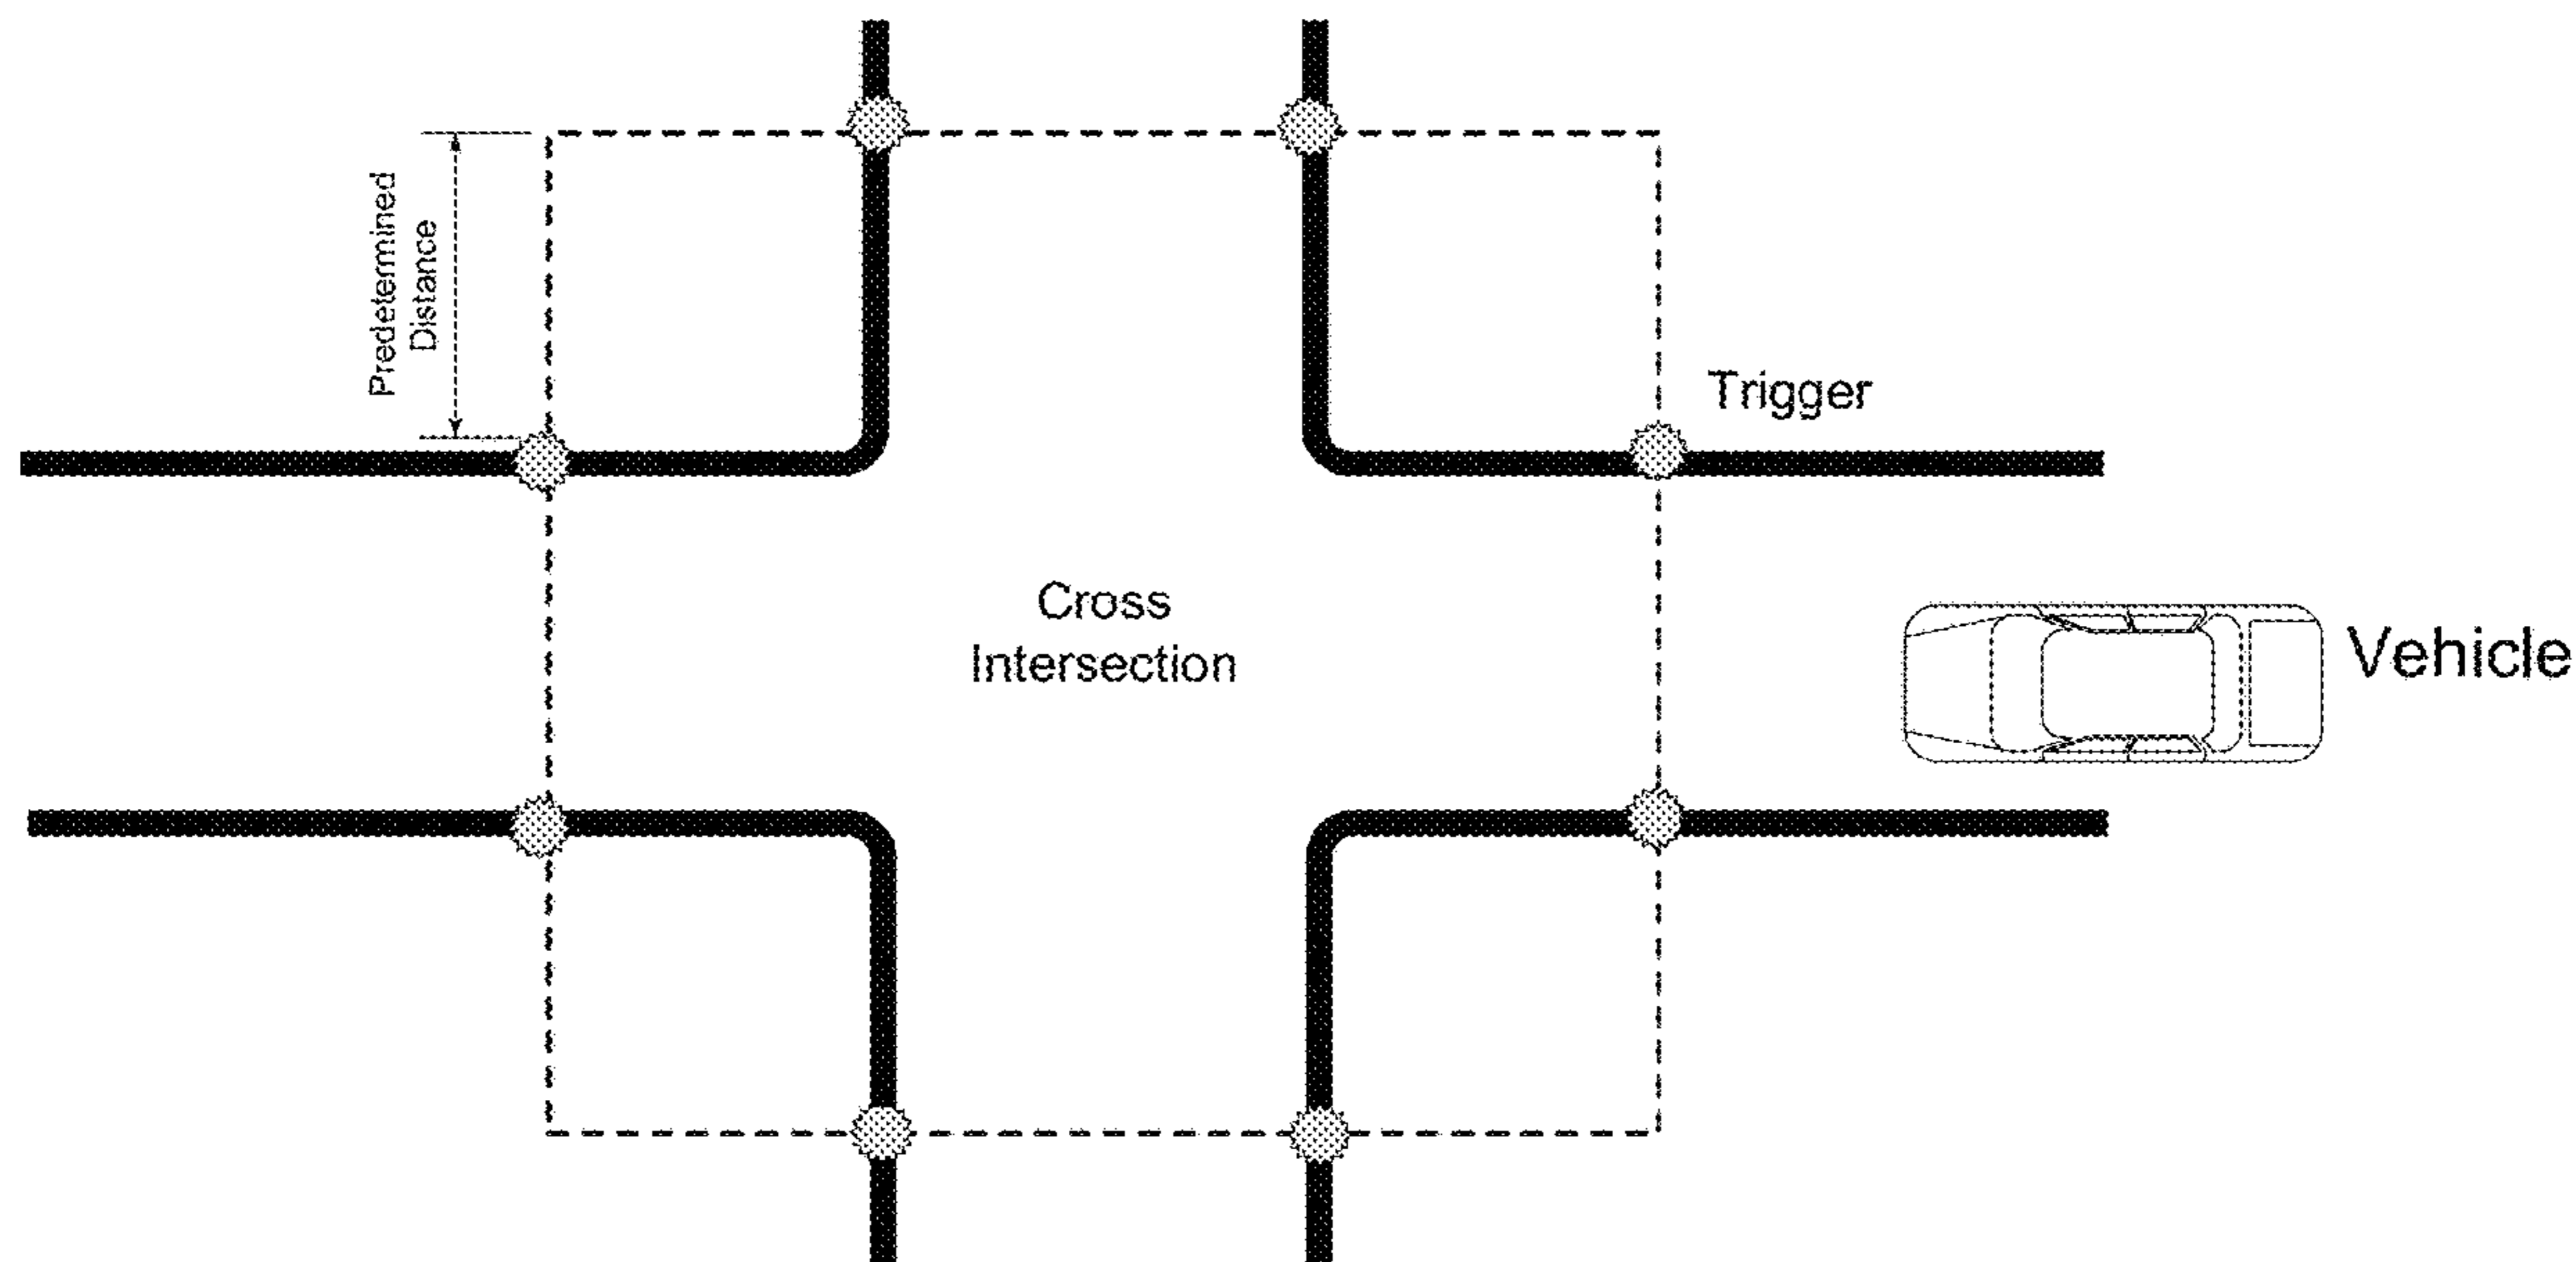 Predetermined
Distance
Trigger
Cross
Intersection
Vehicle